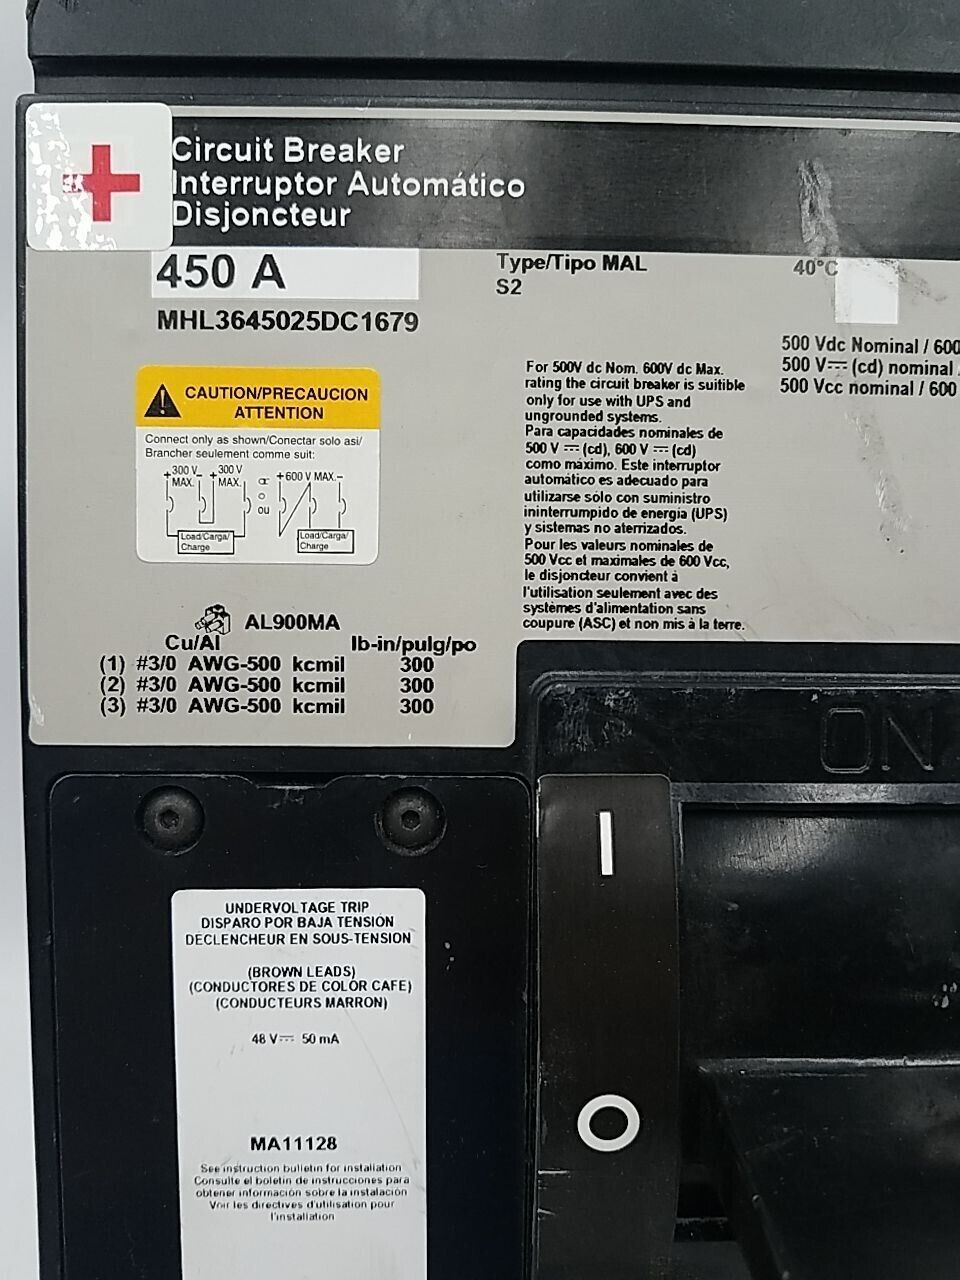 Circuit Breaker
Interruptor Automático
Disjoncteur
450 A
MHL3645025DC1679
Type/Tipo MAL
S2
40°C
500 Vdc Nominal / 600
500 V⎓ (cd) nominal /
500 Vcc nominal / 600
CAUTION/PRECAUCION
ATTENTION
Connect only as shown/Conectar solo asi/
Brancher seulement comme suit:
+300 V- +300 V +600 V MAX.-
MAX. MAX. or
o
ou
Load/Carga/ Load/Carga/
Charge Charge
For 500V dc Nom. 600V dc Max.
rating the circuit breaker is suitible
only for use with UPS and
ungrounded systems.
Para capacidades nominales de
500 V ⎓ (cd), 600 V ⎓ (cd)
como máximo. Este interruptor
automático es adecuado para
utilizarse sólo con suministro
ininterrumpido de energía (UPS)
y sistemas no aterrizados.
Pour les valeurs nominales de
500 Vcc et maximales de 600 Vcc,
le disjoncteur convient à
l'utilisation seulement avec des
systèmes d'alimentation sans
coupure (ASC) et non mis à la terre.
AL900MA
Cu/Al lb-in/pulg/po
(1) #3/0 AWG-500 kcmil 300
(2) #3/0 AWG-500 kcmil 300
(3) #3/0 AWG-500 kcmil 300
ON
I
O
UNDERVOLTAGE TRIP
DISPARO POR BAJA TENSIÓN
DÉCLENCHEUR EN SOUS-TENSION
(BROWN LEADS)
(CONDUCTORES DE COLOR CAFE)
(CONDUCTEURS MARRON)
48 V⎓ 50 mA
MA11128
See instruction bulletin for installation
Consulte el boletín de instrucciones para
obtener información sobre la instalación
Voir les directives d'utilisation pour
l'installation